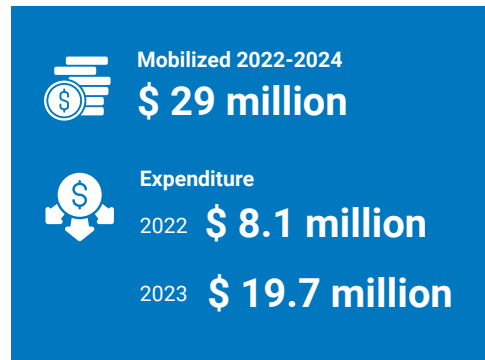 Mobilized 2022-2024
$ 29 million
Expenditure
2022 $ 8.1 million
2023 $ 19.7 million